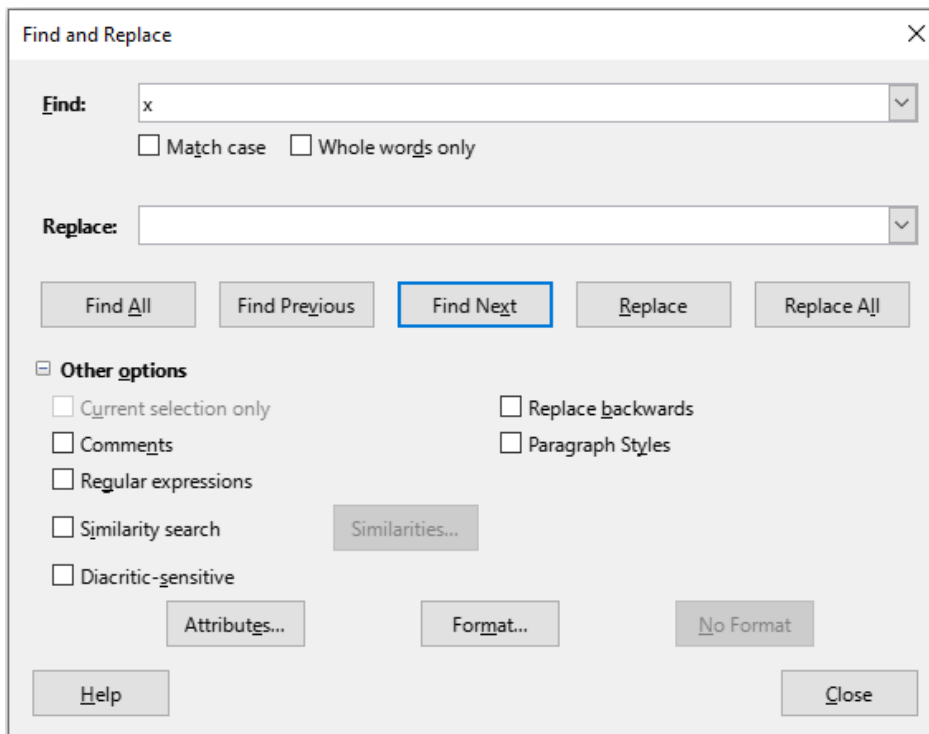 Find and Replace
Find: x
Match case Whole words only
Replace:
Find All Find Previous Find Next Replace Replace All
Other options
Current selection only Replace backwards
Comments Paragraph Styles
Regular expressions
Similarity search Similarities...
Diacritic-sensitive
Attributes... Format... No Format
Help Close